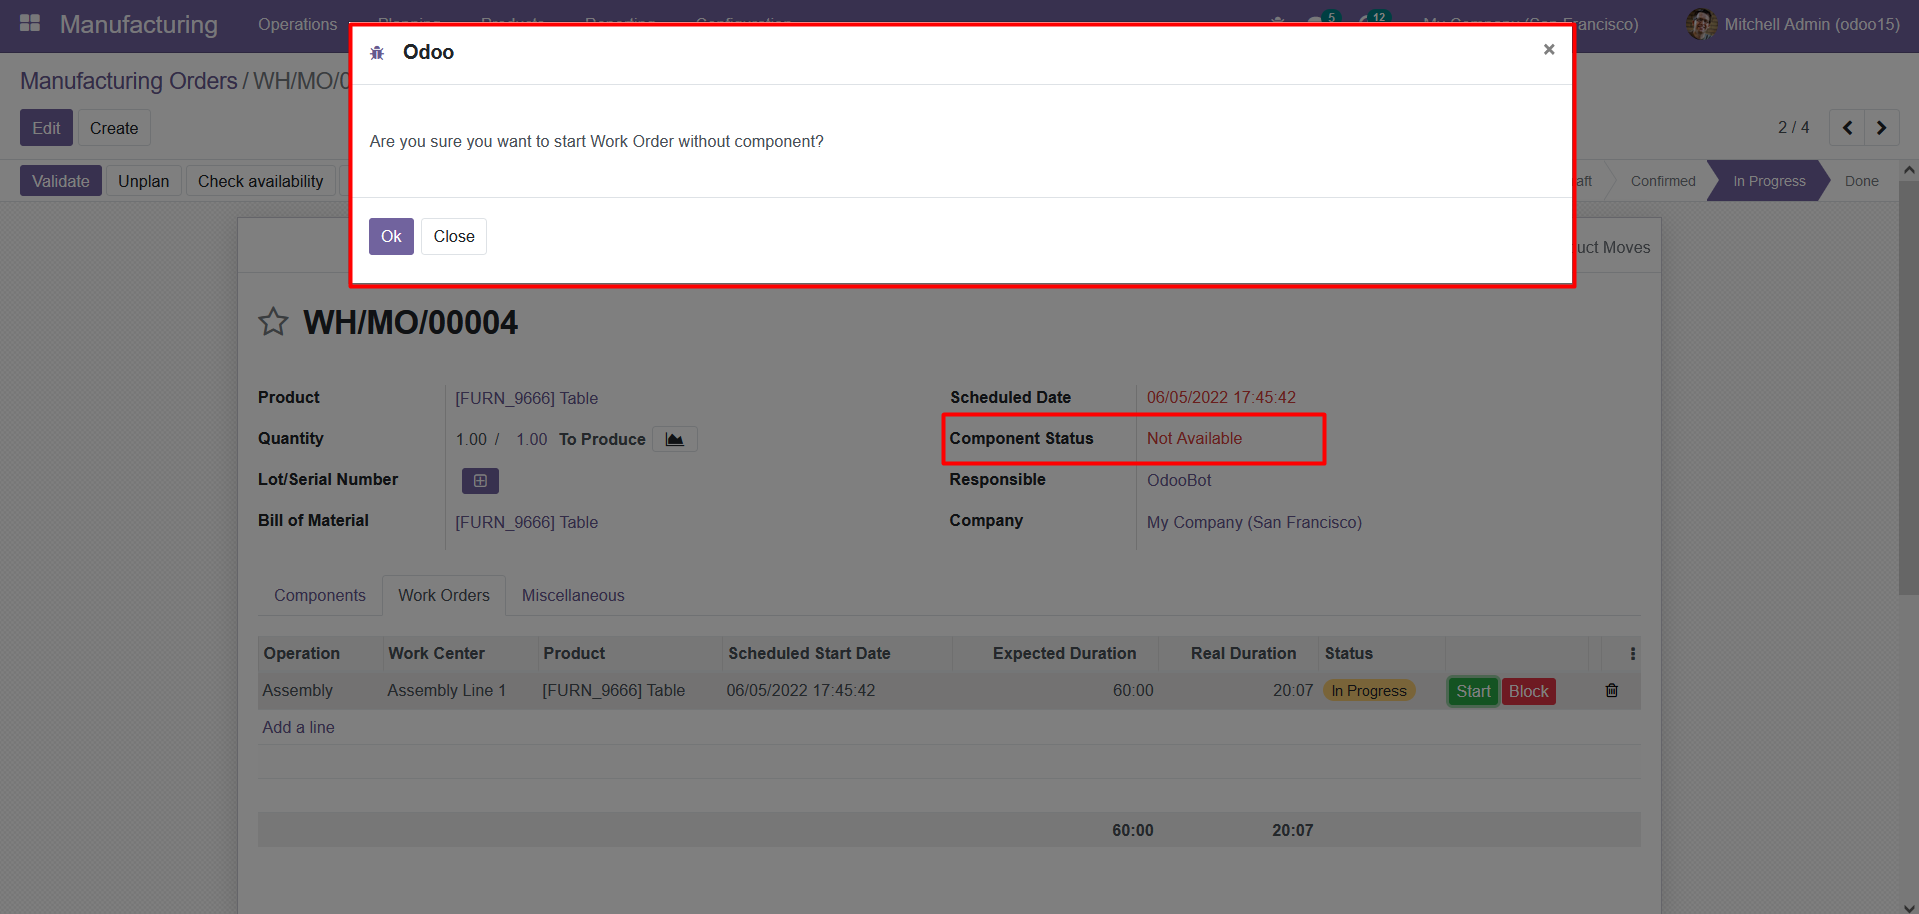 Manufacturing Operations Planning Products Reporting Configuration 5 12 My Company (San Francisco) Mitchell Admin (odoo15)
Odoo ×
Manufacturing Orders / WH/MO/0
Edit Create 2 / 4
Are you sure you want to start Work Order without component?
Validate Unplan Check availability aft Confirmed In Progress Done
Ok Close
uct Moves
WH/MO/00004
Product [FURN_9666] Table Scheduled Date 06/05/2022 17:45:42
Quantity 1.00 / 1.00 To Produce Component Status Not Available
Lot/Serial Number Responsible OdooBot
Bill of Material [FURN_9666] Table Company My Company (San Francisco)
Components Work Orders Miscellaneous
Operation Work Center Product Scheduled Start Date Expected Duration Real Duration Status
Assembly Assembly Line 1 [FURN_9666] Table 06/05/2022 17:45:42 60:00 20:07 In Progress Start Block
Add a line
60:00 20:07